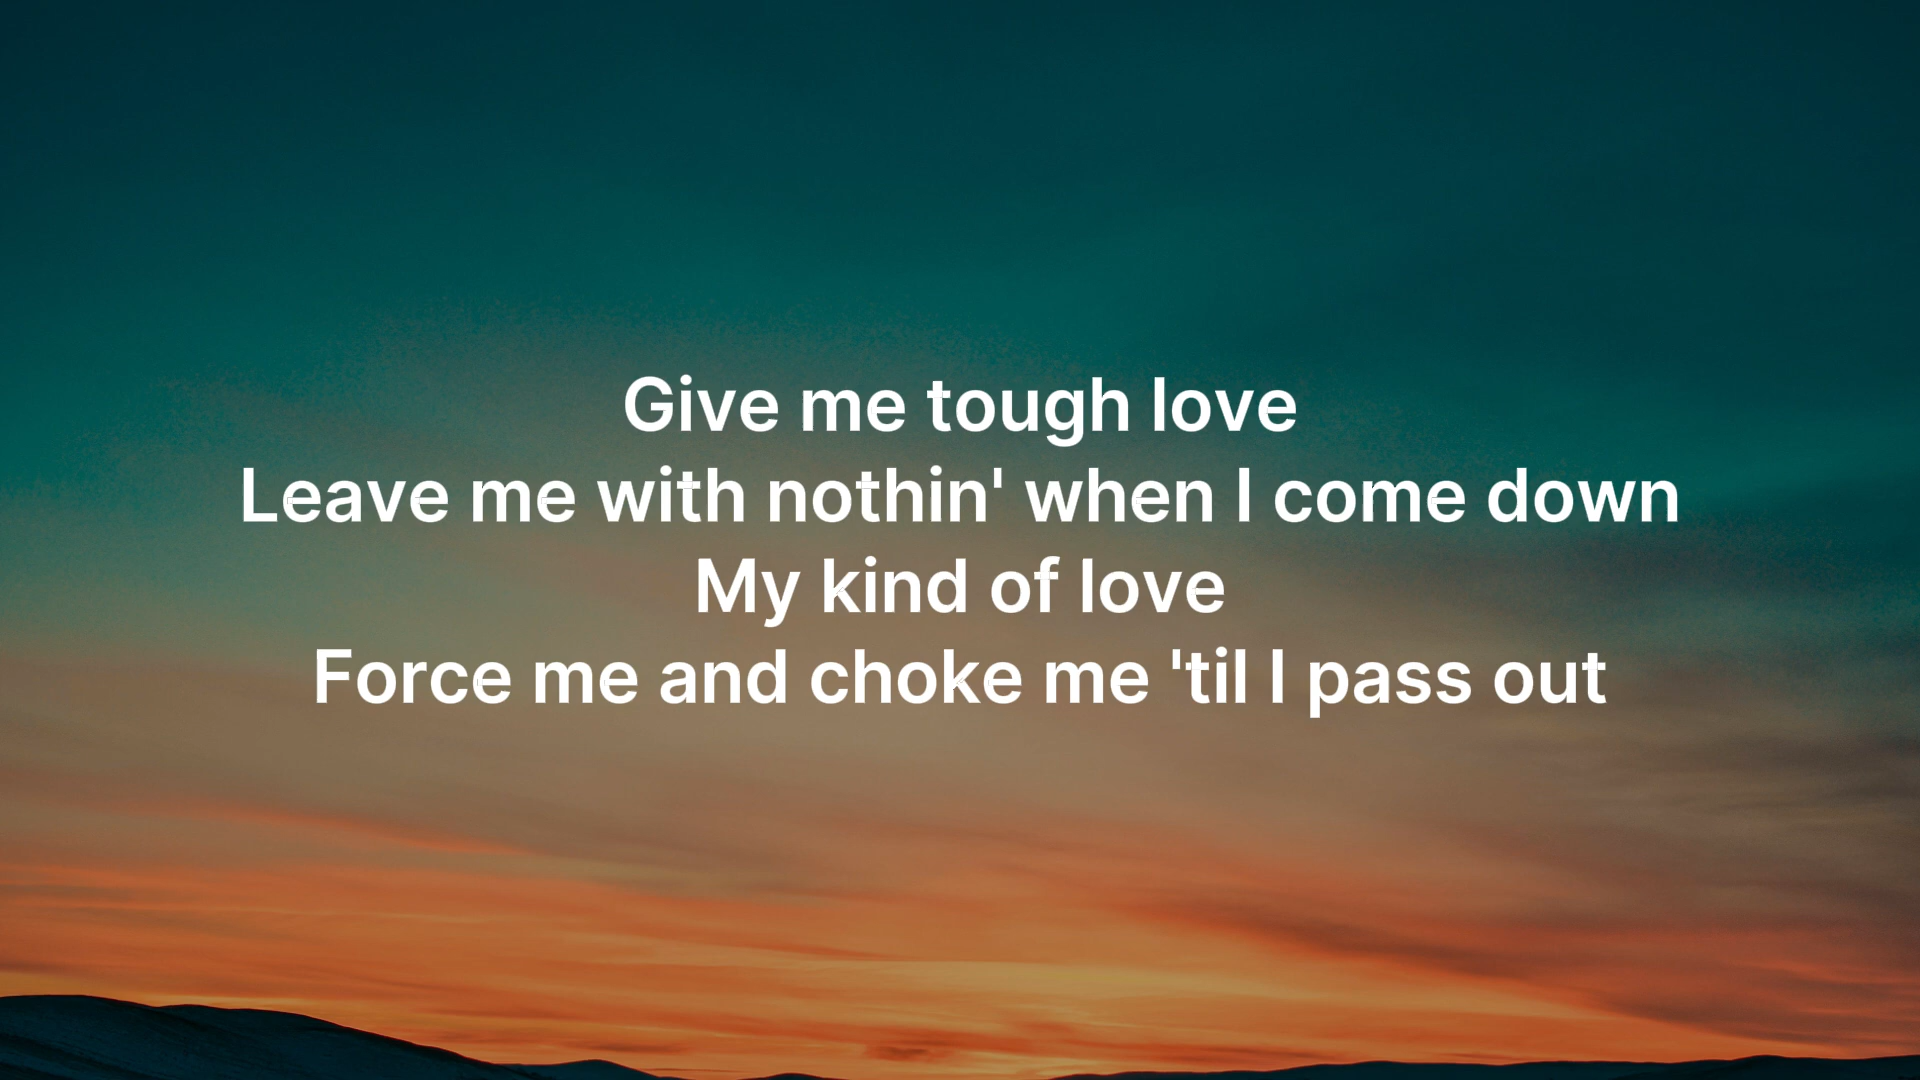 Give me tough love
Leave me with nothin' when I come down
My kind of love
Force me and choke me 'til I pass out